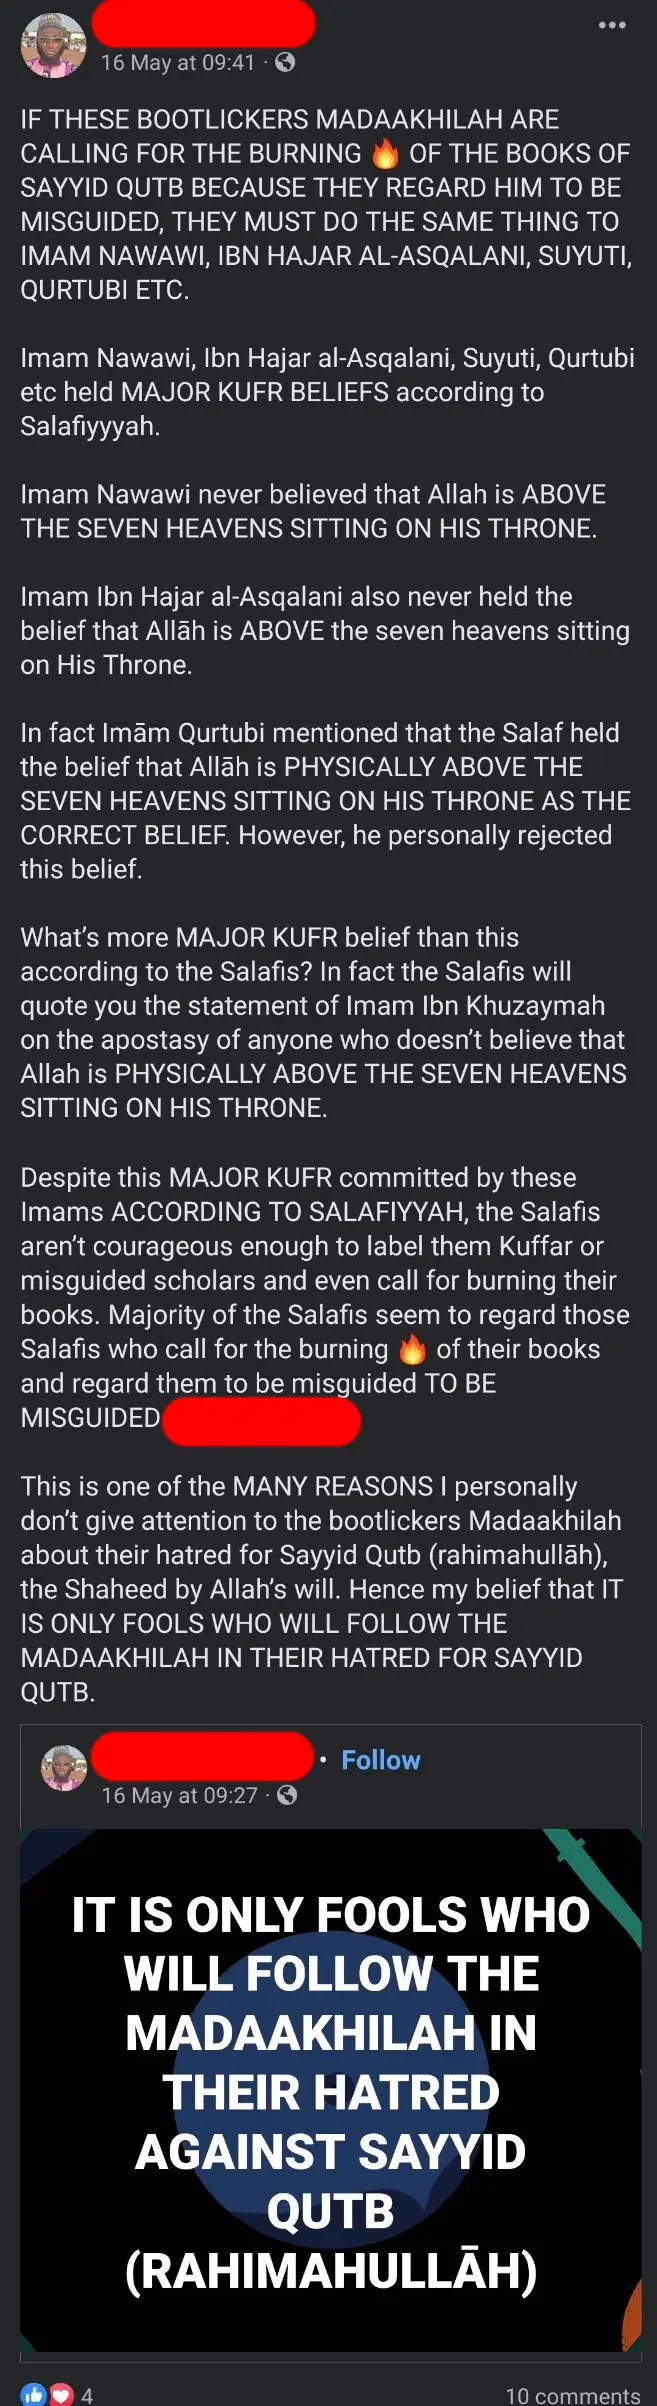 16 May at 09:41 ·
IF THESE BOOTLICKERS MADAAKHILAH ARE
CALLING FOR THE BURNING 🔥 OF THE BOOKS OF
SAYYID QUTB BECAUSE THEY REGARD HIM TO BE
MISGUIDED, THEY MUST DO THE SAME THING TO
IMAM NAWAWI, IBN HAJAR AL-ASQALANI, SUYUTI,
QURTUBI ETC.
Imam Nawawi, Ibn Hajar al-Asqalani, Suyuti, Qurtubi
etc held MAJOR KUFR BELIEFS according to
Salafiyyyah.
Imam Nawawi never believed that Allah is ABOVE
THE SEVEN HEAVENS SITTING ON HIS THRONE.
Imam Ibn Hajar al-Asqalani also never held the
belief that Allāh is ABOVE the seven heavens sitting
on His Throne.
In fact Imām Qurtubi mentioned that the Salaf held
the belief that Allāh is PHYSICALLY ABOVE THE
SEVEN HEAVENS SITTING ON HIS THRONE AS THE
CORRECT BELIEF. However, he personally rejected
this belief.
What's more MAJOR KUFR belief than this
according to the Salafis? In fact the Salafis will
quote you the statement of Imam Ibn Khuzaymah
on the apostasy of anyone who doesn't believe that
Allah is PHYSICALLY ABOVE THE SEVEN HEAVENS
SITTING ON HIS THRONE.
Despite this MAJOR KUFR committed by these
Imams ACCORDING TO SALAFIYYAH, the Salafis
aren't courageous enough to label them Kuffar or
misguided scholars and even call for burning their
books. Majority of the Salafis seem to regard those
Salafis who call for the burning 🔥 of their books
and regard them to be misguided TO BE
MISGUIDED
This is one of the MANY REASONS I personally
don't give attention to the bootlickers Madaakhilah
about their hatred for Sayyid Qutb (rahimahullāh),
the Shaheed by Allah's will. Hence my belief that IT
IS ONLY FOOLS WHO WILL FOLLOW THE
MADAAKHILAH IN THEIR HATRED FOR SAYYID
QUTB.
• Follow
16 May at 09:27 ·
IT IS ONLY FOOLS WHO
WILL FOLLOW THE
MADAAKHILAH IN
THEIR HATRED
AGAINST SAYYID
QUTB
(RAHIMAHULLĀH)
4
10 comments